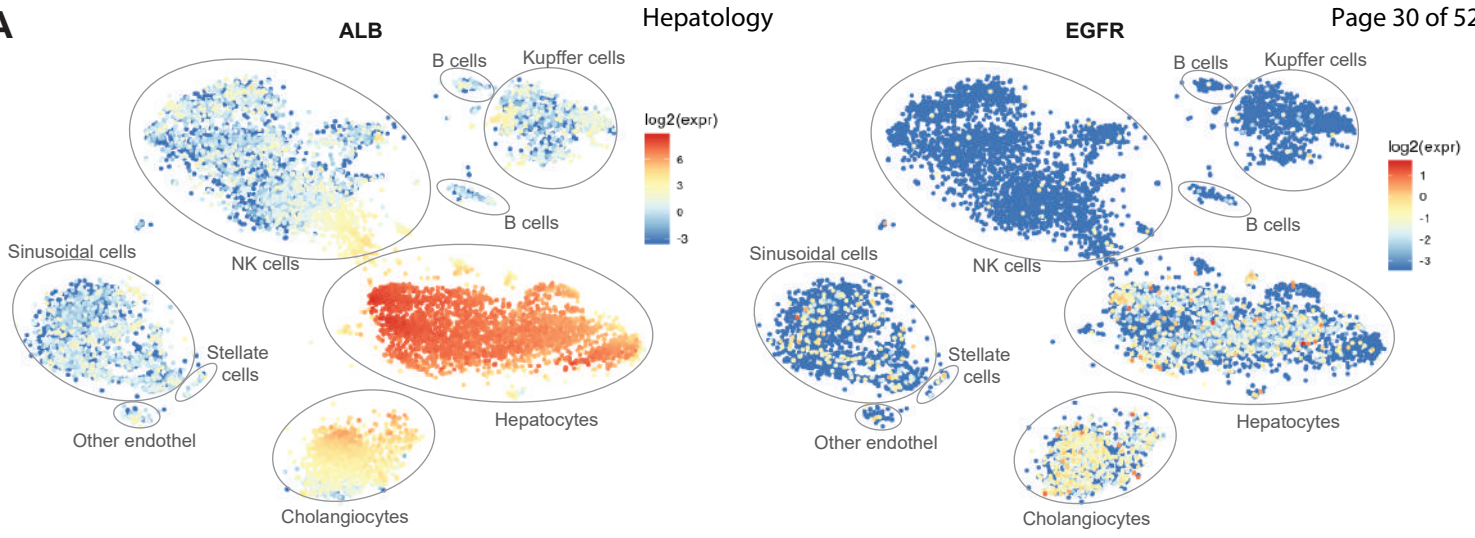 A
Hepatology
Page 30 of 52
ALB
B cells
Kupffer cells
log2(expr)
6
3
0
-3
B cells
Sinusoidal cells
NK cells
Stellate
cells
Hepatocytes
Other endothel
Cholangiocytes
EGFR
B cells
Kupffer cells
log2(expr)
1
0
-1
-2
-3
B cells
Sinusoidal cells
NK cells
Stellate
cells
Hepatocytes
Other endothel
Cholangiocytes